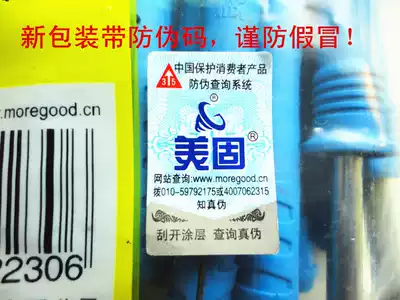 新包装带防伪码，谨防假冒！
www.moregood.cn
22306
315
中国保护消费者产品
防伪查询系统
®
美固®
网站查询:www.moregood.cn
拨010-59792175或4007062315
知真伪
刮开涂层 查询真伪